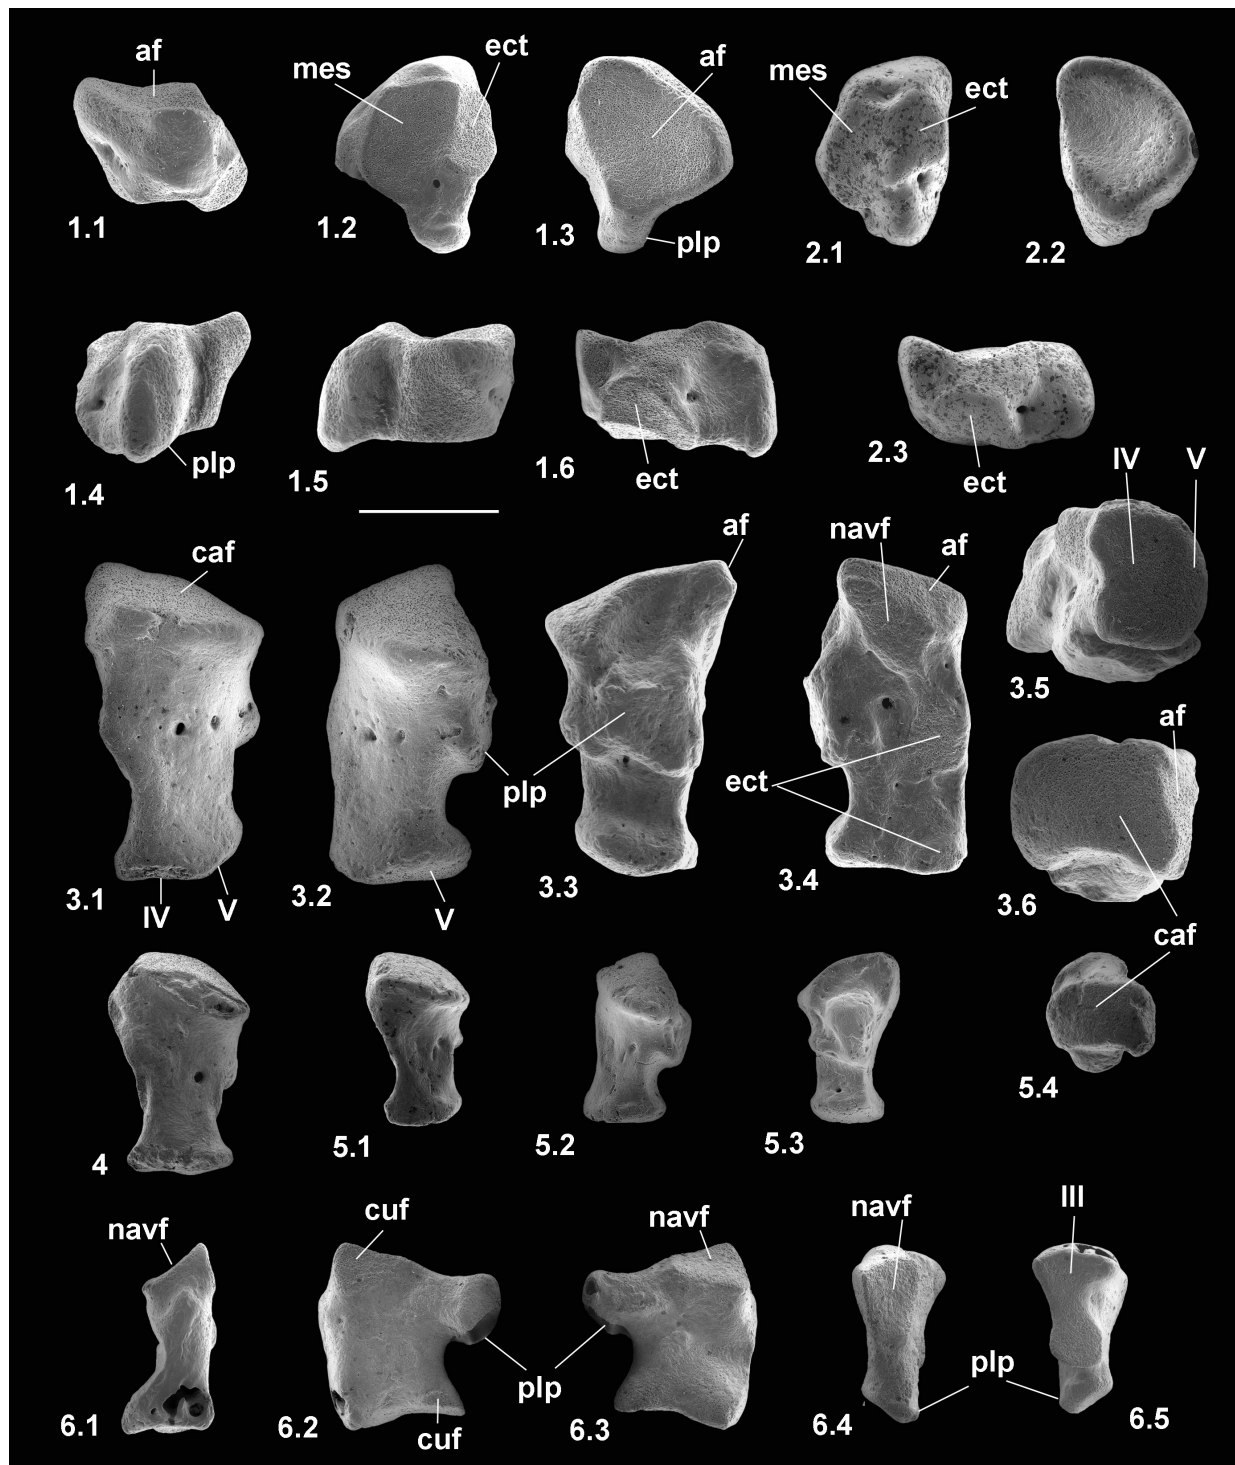 af
mes
ect
af
mes
ect
1.1
1.2
1.3
plp
2.1
2.2
1.4
plp
1.5
1.6
ect
2.3
ect
IV
V
caf
af
navf
af
3.5
af
plp
ect
3.1
IV
V
3.2
V
3.3
3.4
3.6
caf
4
5.1
5.2
5.3
5.4
navf
cuf
navf
navf
III
plp
plp
6.1
6.2
cuf
6.3
6.4
6.5